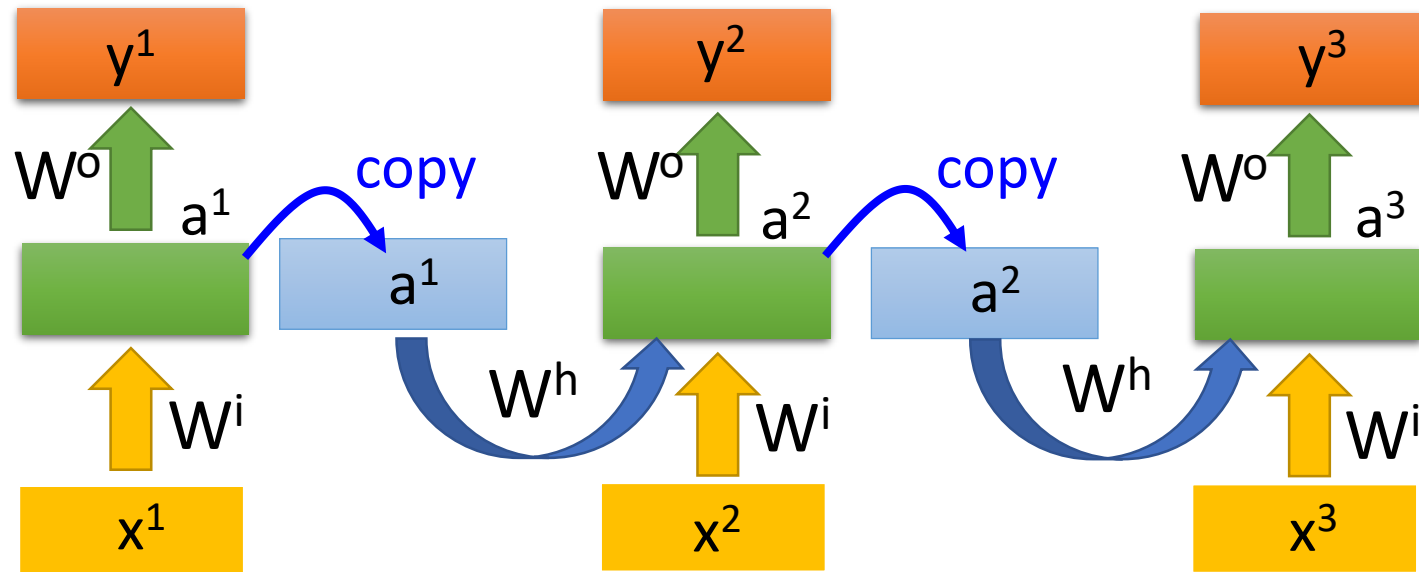 y¹ y² y³
Wᵒ copy Wᵒ copy Wᵒ
a¹ a² a³
a¹ a²
Wⁱ Wʰ Wⁱ Wʰ Wⁱ
x¹ x² x³